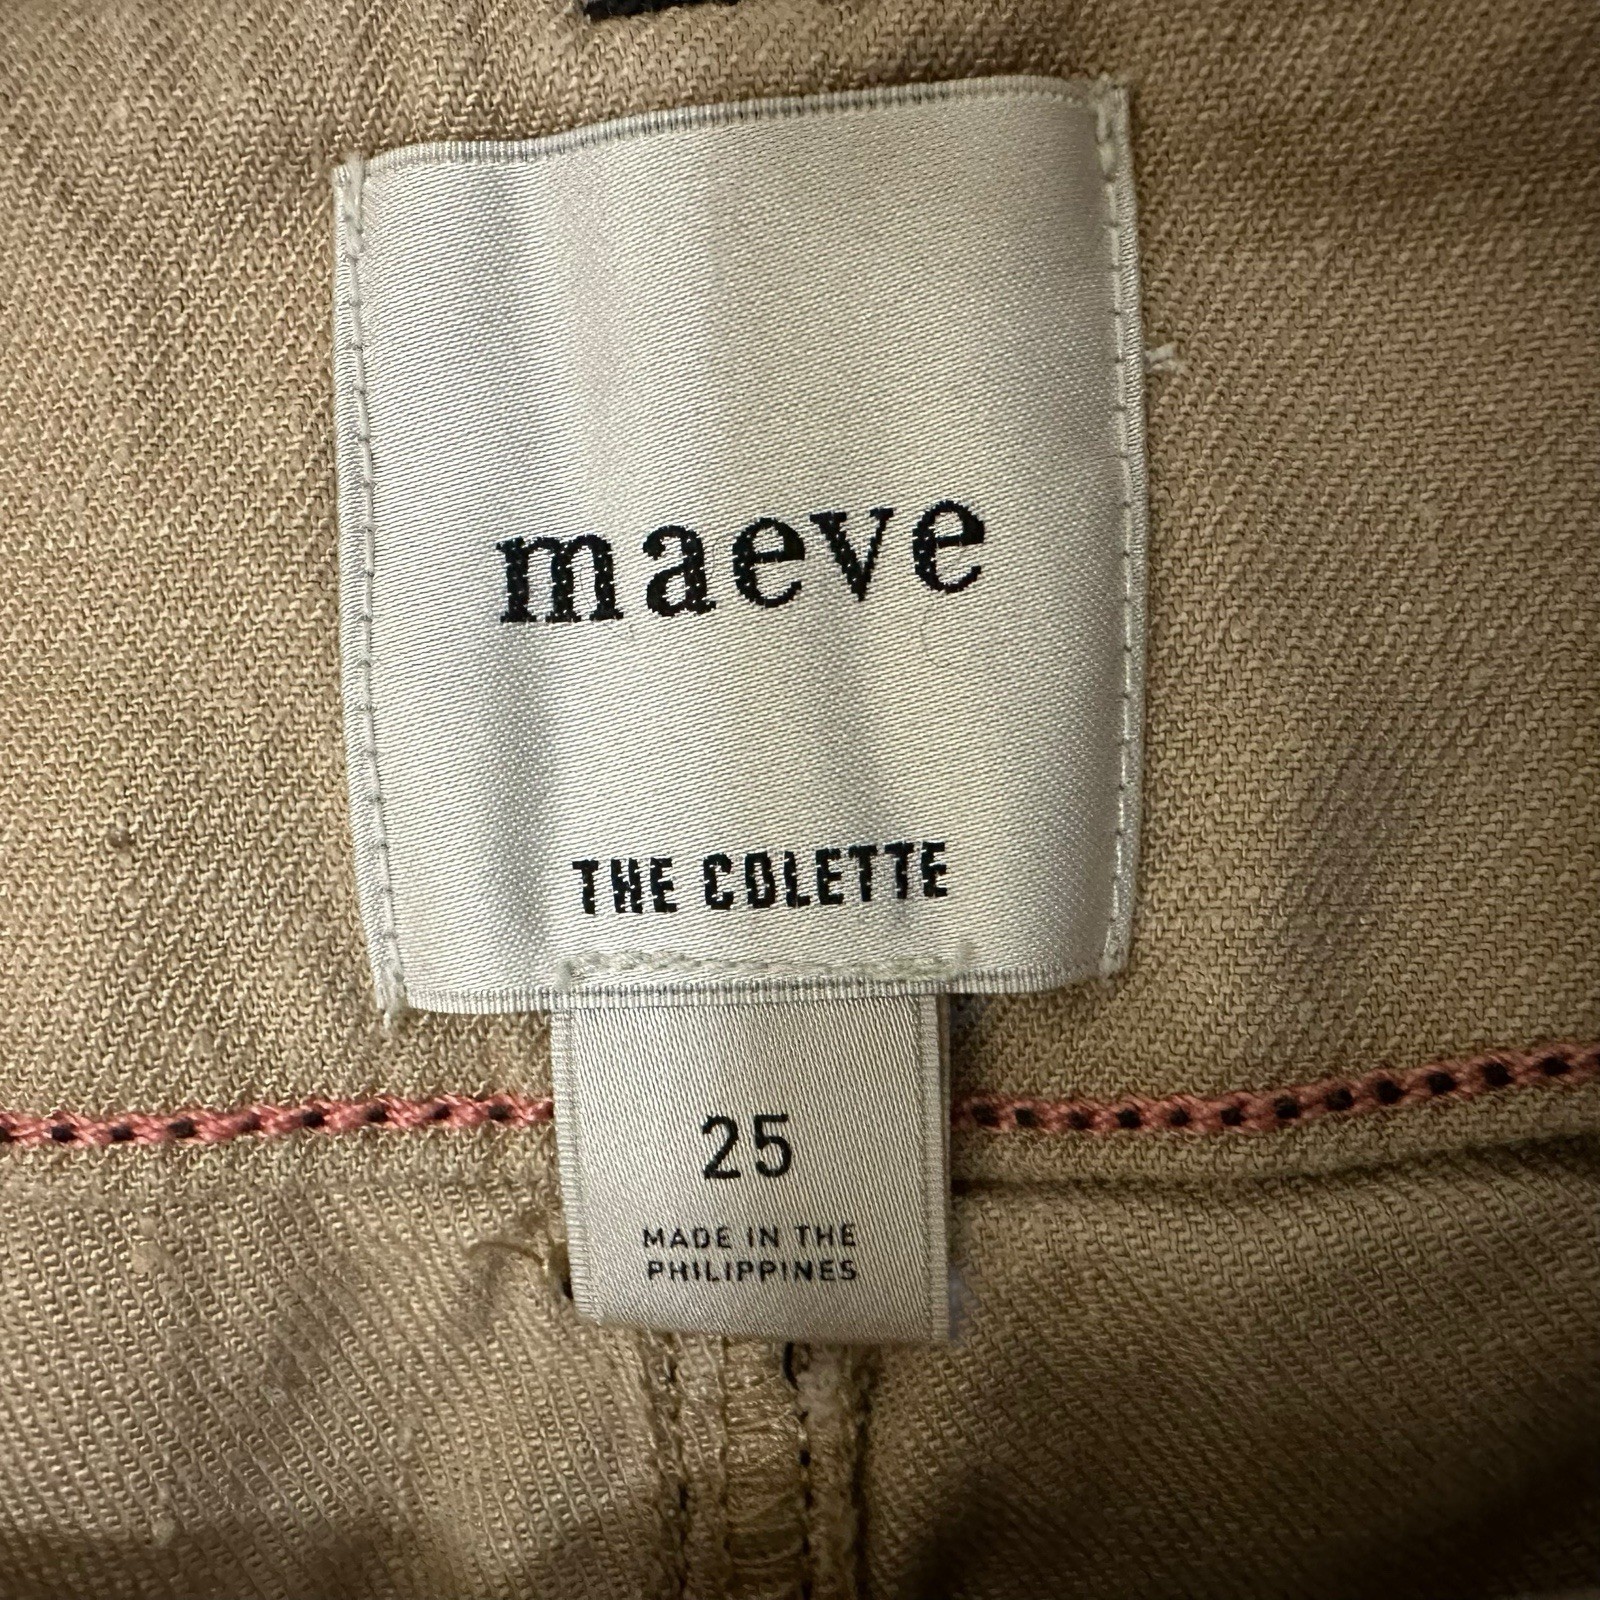 maeve
THE COLETTE
25
MADE IN THE
PHILIPPINES